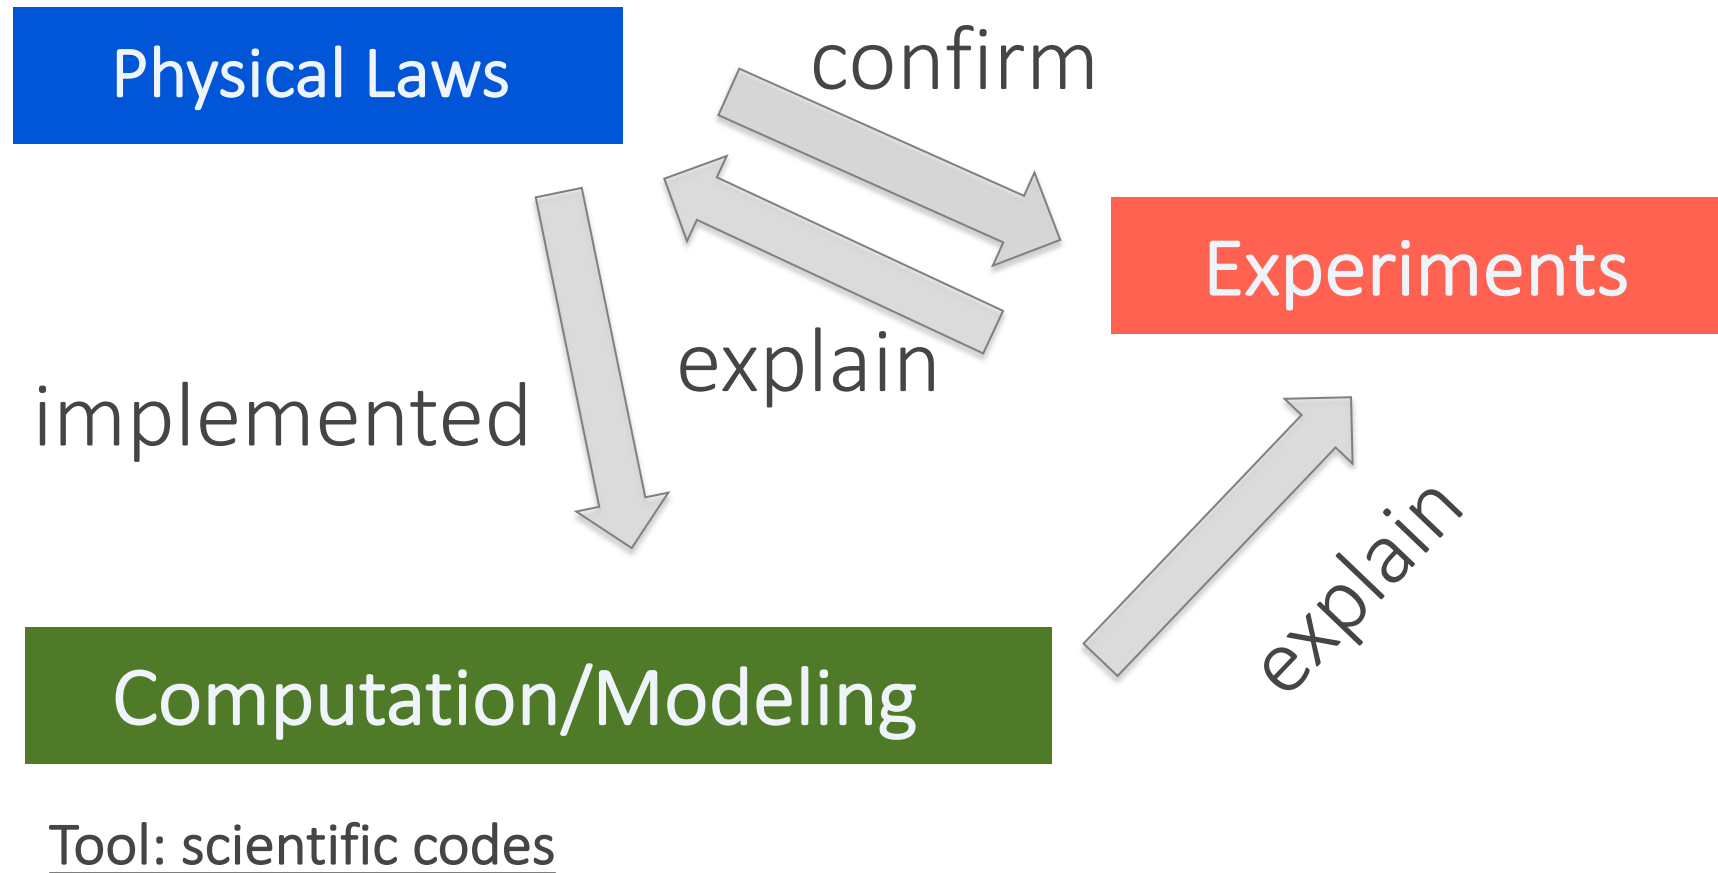 Physical Laws
confirm
Experiments
explain
implemented
explain
Computation/Modeling
Tool: scientific codes